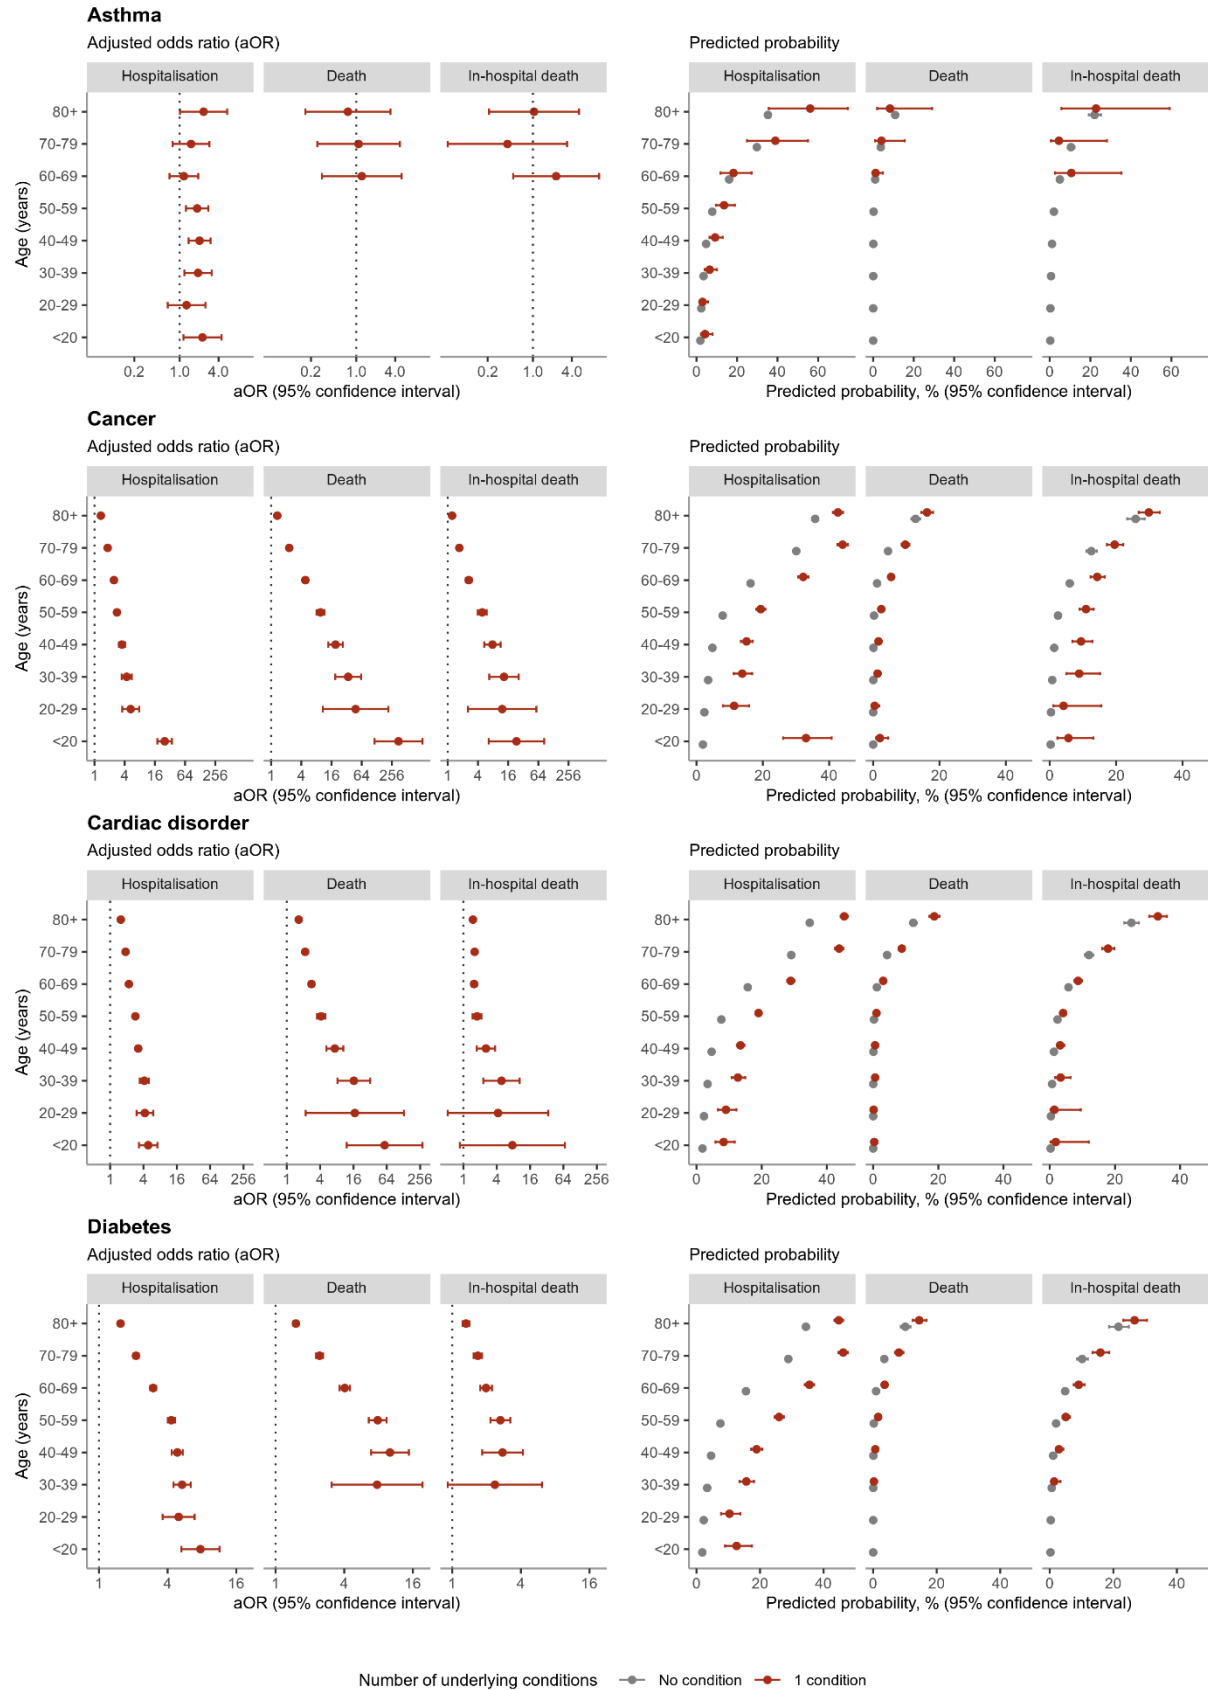 Asthma
Adjusted odds ratio (aOR) Predicted probability
Hospitalisation Death In-hospital death Hospitalisation Death In-hospital death
Age (years)
80+
70-79
60-69
50-59
40-49
30-39
20-29
<20
0.2 1.0 4.0 0.2 1.0 4.0 0.2 1.0 4.0 0 20 40 60 0 20 40 60 0 20 40 60
aOR (95% confidence interval) Predicted probability, % (95% confidence interval)
Cancer
Adjusted odds ratio (aOR) Predicted probability
Hospitalisation Death In-hospital death Hospitalisation Death In-hospital death
Age (years)
80+
70-79
60-69
50-59
40-49
30-39
20-29
<20
1 4 16 64 256 1 4 16 64 256 1 4 16 64 256 0 20 40 0 20 40 0 20 40
aOR (95% confidence interval) Predicted probability, % (95% confidence interval)
Cardiac disorder
Adjusted odds ratio (aOR) Predicted probability
Hospitalisation Death In-hospital death Hospitalisation Death In-hospital death
Age (years)
80+
70-79
60-69
50-59
40-49
30-39
20-29
<20
1 4 16 64 256 1 4 16 64 256 1 4 16 64 256 0 20 40 0 20 40 0 20 40
aOR (95% confidence interval) Predicted probability, % (95% confidence interval)
Diabetes
Adjusted odds ratio (aOR) Predicted probability
Hospitalisation Death In-hospital death Hospitalisation Death In-hospital death
Age (years)
80+
70-79
60-69
50-59
40-49
30-39
20-29
<20
1 4 16 1 4 16 1 4 16 0 20 40 0 20 40 0 20 40
aOR (95% confidence interval) Predicted probability, % (95% confidence interval)
Number of underlying conditions No condition 1 condition